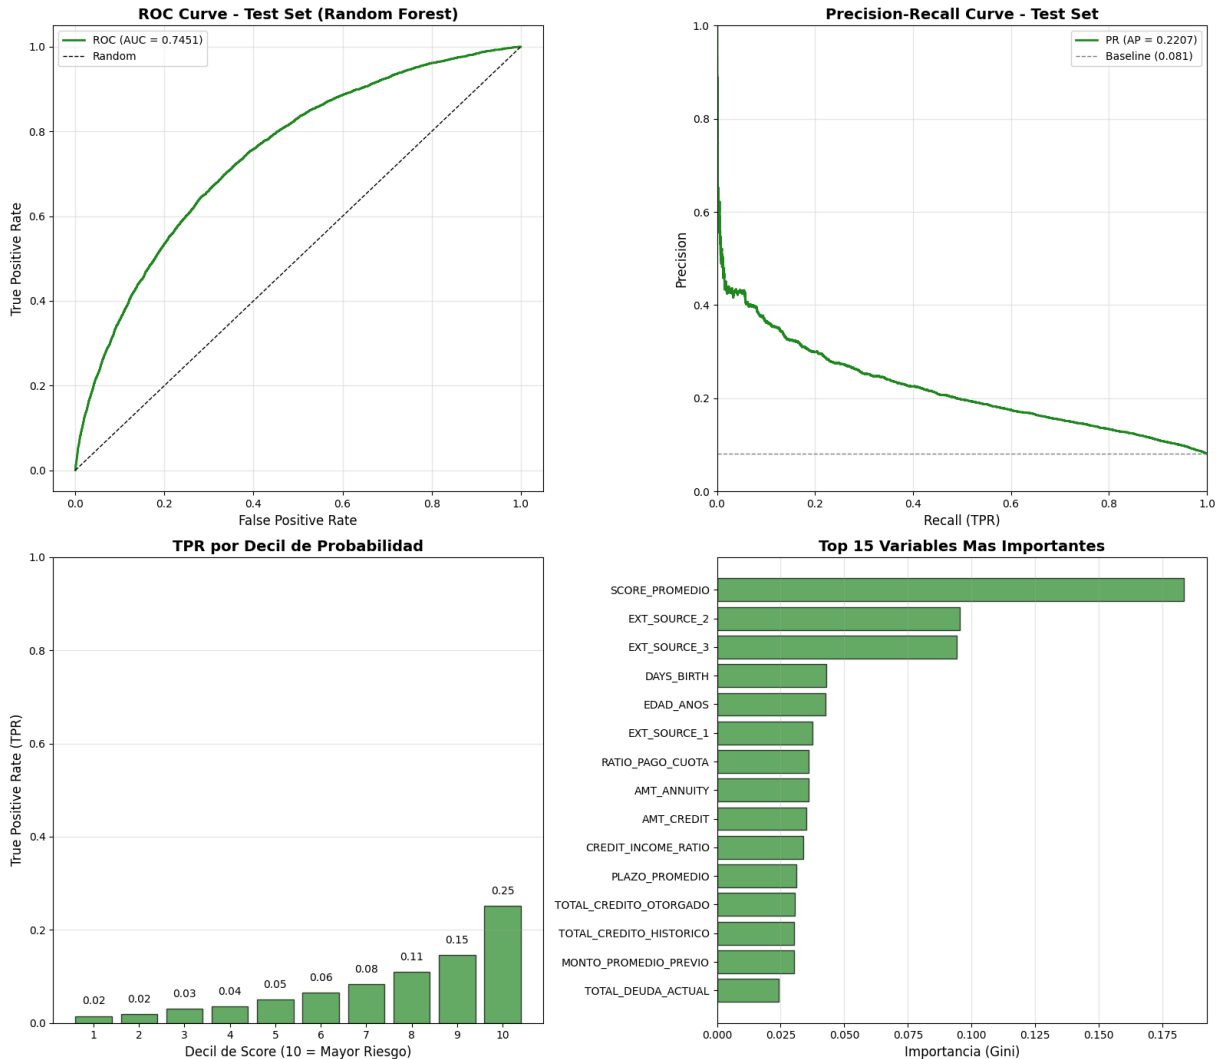 ROC Curve - Test Set (Random Forest)
ROC (AUC = 0.7451)
Random
1.0
0.8
0.6
0.4
0.2
0.0
True Positive Rate
0.0 0.2 0.4 0.6 0.8 1.0
False Positive Rate
Precision-Recall Curve - Test Set
PR (AP = 0.2207)
Baseline (0.081)
1.0
0.8
0.6
0.4
0.2
0.0
Precision
0.0 0.2 0.4 0.6 0.8 1.0
Recall (TPR)
TPR por Decil de Probabilidad
1.0
0.8
0.6
0.4
0.2
0.0
True Positive Rate (TPR)
0.02 0.02 0.03 0.04 0.05 0.06 0.08 0.11 0.15 0.25
1 2 3 4 5 6 7 8 9 10
Decil de Score (10 = Mayor Riesgo)
Top 15 Variables Mas Importantes
SCORE_PROMEDIO
EXT_SOURCE_2
EXT_SOURCE_3
DAYS_BIRTH
EDAD_ANOS
EXT_SOURCE_1
RATIO_PAGO_CUOTA
AMT_ANNUITY
AMT_CREDIT
CREDIT_INCOME_RATIO
PLAZO_PROMEDIO
TOTAL_CREDITO_OTORGADO
TOTAL_CREDITO_HISTORICO
MONTO_PROMEDIO_PREVIO
TOTAL_DEUDA_ACTUAL
0.000 0.025 0.050 0.075 0.100 0.125 0.150 0.175
Importancia (Gini)